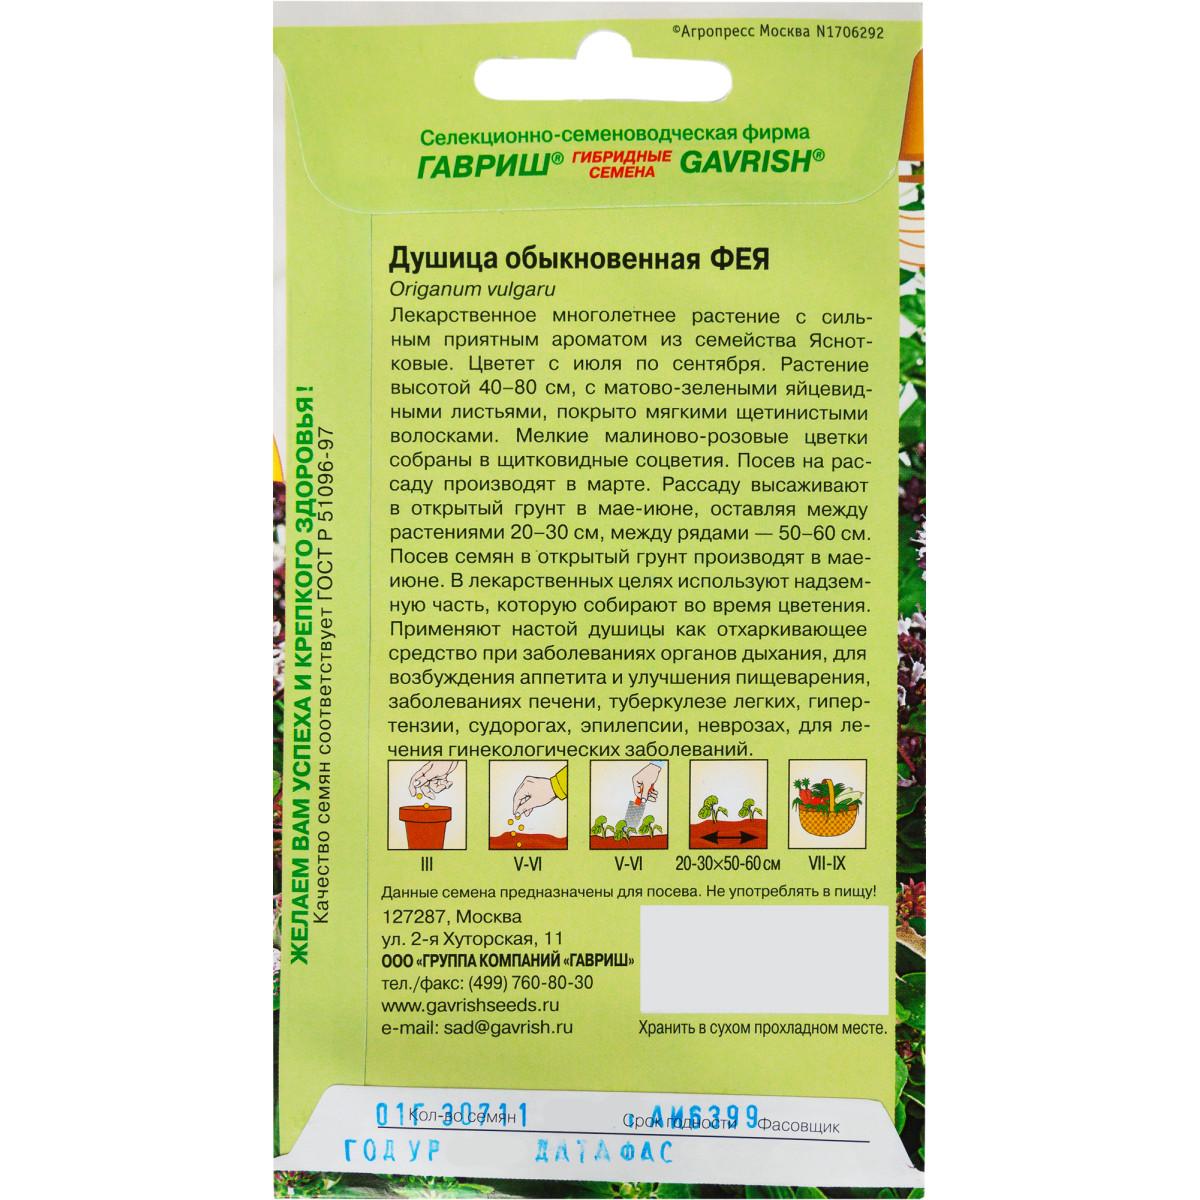 ©Агропресс Москва N1706292
Селекционно-семеноводческая фирма
ГАВРИШ® ГИБРИДНЫЕ СЕМЕНА GAVRISH®
Душица обыкновенная ФЕЯ
Origanum vulgaru
Лекарственное многолетнее растение с силь-
ным приятным ароматом из семейства Яснот-
ковые. Цветет с июля по сентябрь. Растение
высотой 40–80 см, с матово-зелеными яйцевид-
ными листьями, покрыто мягкими щетинистыми
волосками. Мелкие малиново-розовые цветки
собраны в щитковидные соцветия. Посев на рас-
саду производят в марте. Рассаду высаживают
в открытый грунт в мае-июне, оставляя между
растениями 20–30 см, между рядами — 50–60 см.
Посев семян в открытый грунт производят в мае-
июне. В лекарственных целях используют надзем-
ную часть, которую собирают во время цветения.
Применяют настой душицы как отхаркивающее
средство при заболеваниях органов дыхания, для
возбуждения аппетита и улучшения пищеварения,
заболеваниях печени, туберкулезе легких, гипер-
тензии, судорогах, эпилепсии, неврозах, для ле-
чения гинекологических заболеваний.
III V-VI V-VI 20-30×50-60 см VII-IX
Данные семена предназначены для посева. Не употреблять в пищу!
127287, Москва
ул. 2-я Хуторская, 11
ООО «ГРУППА КОМПАНИЙ «ГАВРИШ»
тел./факс: (499) 760-80-30
www.gavrishseeds.ru
e-mail: sad@gavrish.ru
Хранить в сухом прохладном месте.
ЖЕЛАЕМ ВАМ УСПЕХА И КРЕПКОГО ЗДОРОВЬЯ!
Качество семян соответствует ГОСТ Р 51096-97
01Г 30711 АИ6399
Кол-во семян Срок годности Фасовщик
ГОД УР ДАТА ФАС